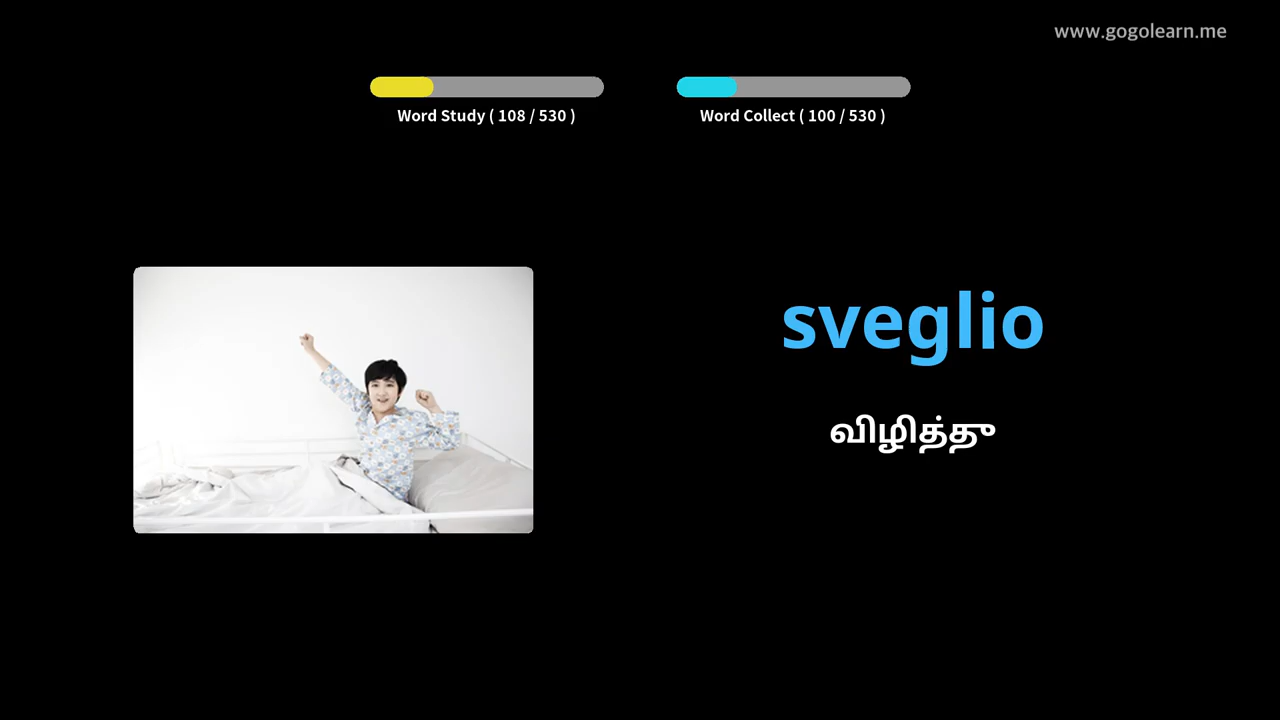 www.gogolearn.me
Word Study ( 108 / 530 )
Word Collect ( 100 / 530 )
sveglio
விழித்து